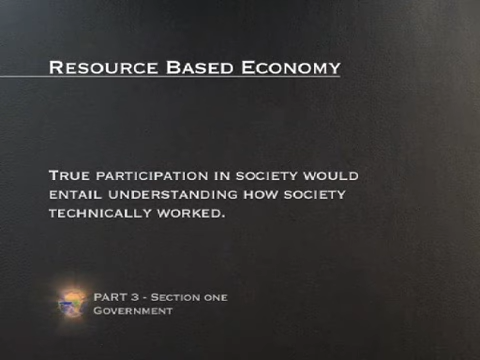 RESOURCE BASED ECONOMY
TRUE PARTICIPATION IN SOCIETY WOULD
ENTAIL UNDERSTANDING HOW SOCIETY
TECHNICALLY WORKED.
PART 3 - SECTION ONE
GOVERNMENT